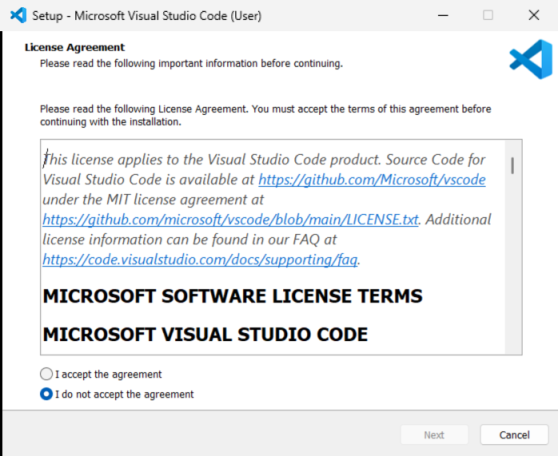 Setup - Microsoft Visual Studio Code (User)
License Agreement
Please read the following important information before continuing.
Please read the following License Agreement. You must accept the terms of this agreement before
continuing with the installation.
This license applies to the Visual Studio Code product. Source Code for
Visual Studio Code is available at https://github.com/Microsoft/vscode
under the MIT license agreement at
https://github.com/microsoft/vscode/blob/main/LICENSE.txt. Additional
license information can be found in our FAQ at
https://code.visualstudio.com/docs/supporting/faq.
MICROSOFT SOFTWARE LICENSE TERMS
MICROSOFT VISUAL STUDIO CODE
I accept the agreement
I do not accept the agreement
Next Cancel